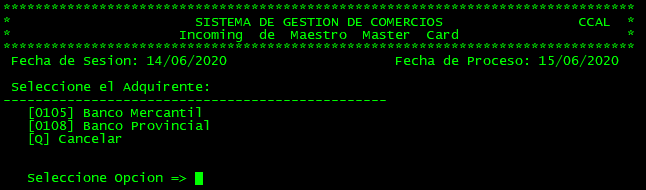 *******************************************************************************
* SISTEMA DE GESTION DE COMERCIOS CCAL *
* Incoming de Maestro Master Card *
*******************************************************************************
Fecha de Sesion: 14/06/2020 Fecha de Proceso: 15/06/2020
Seleccione el Adquirente:
------------------------------------------------
[0105] Banco Mercantil
[0108] Banco Provincial
[Q] Cancelar
Seleccione Opcion =>